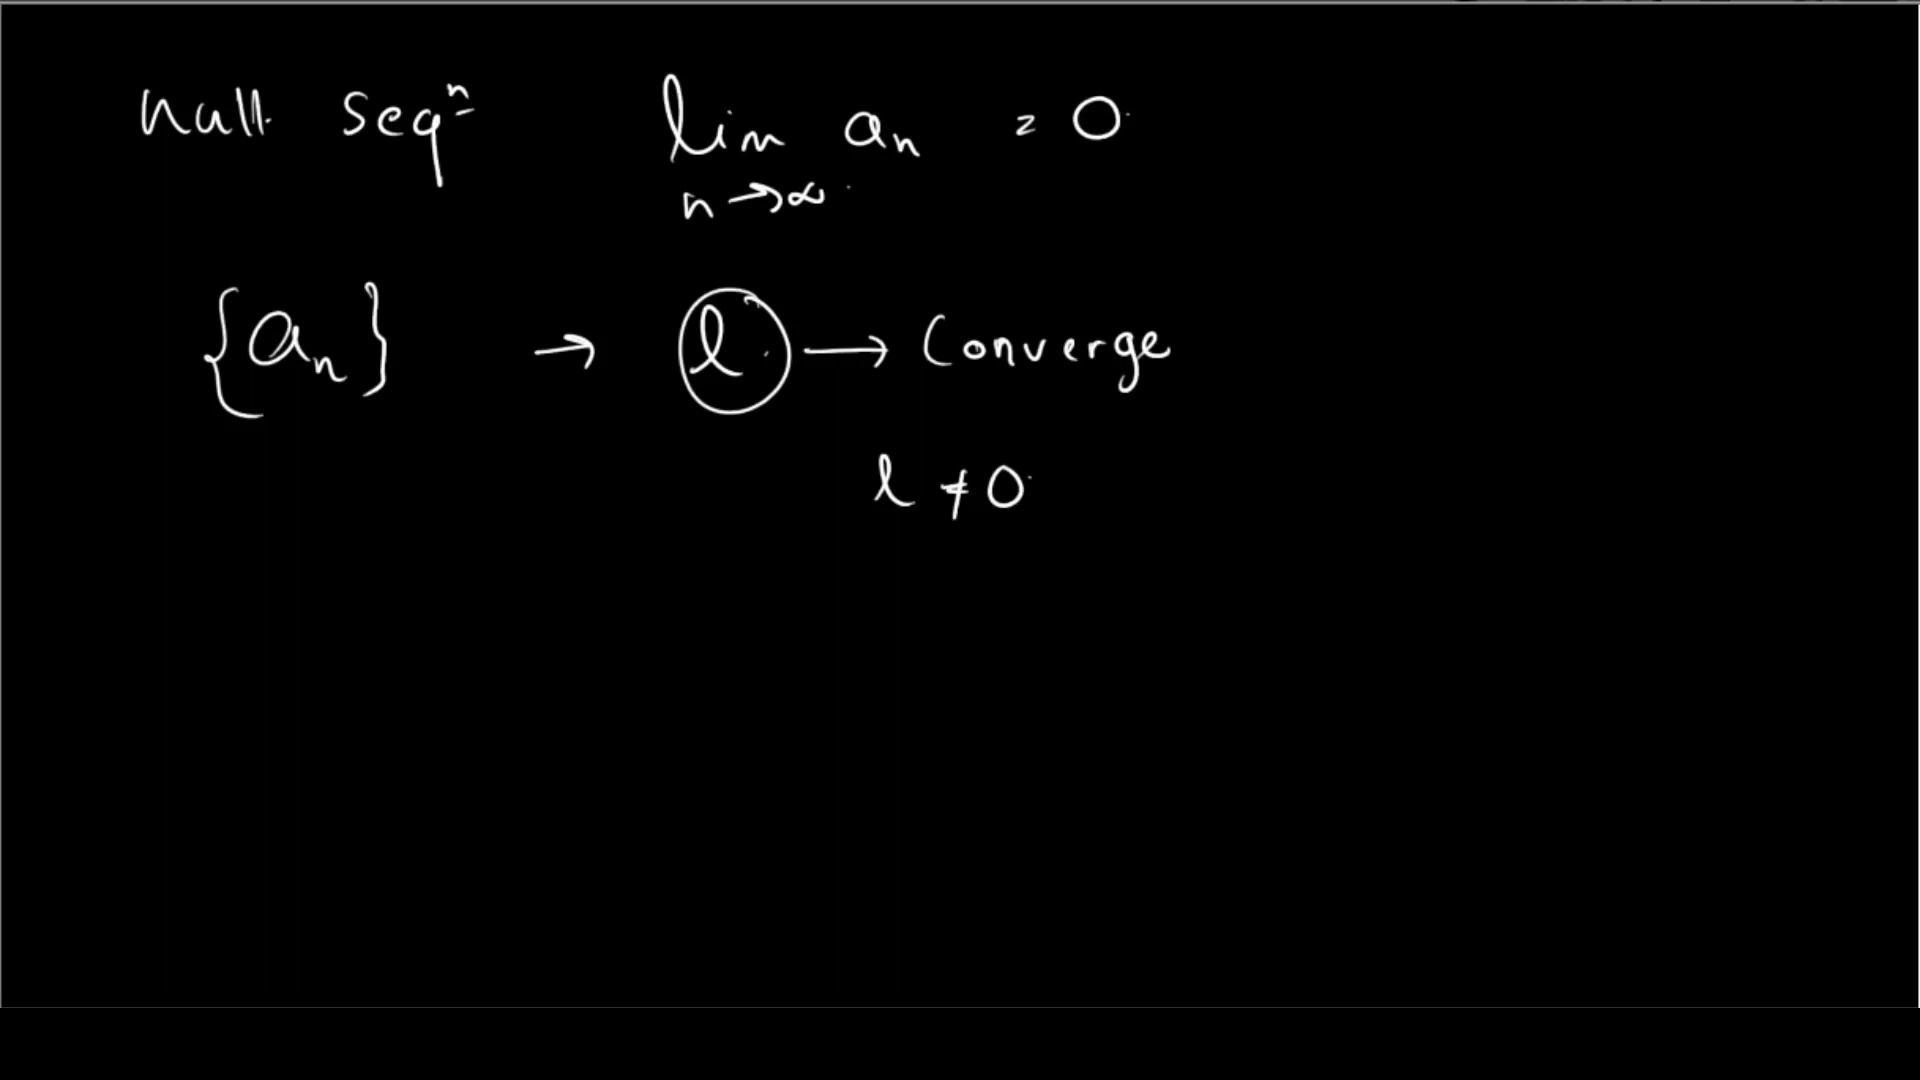 null seqⁿ lim aₙ = 0
n→∞
{aₙ} → l → Converge
l ≠ 0